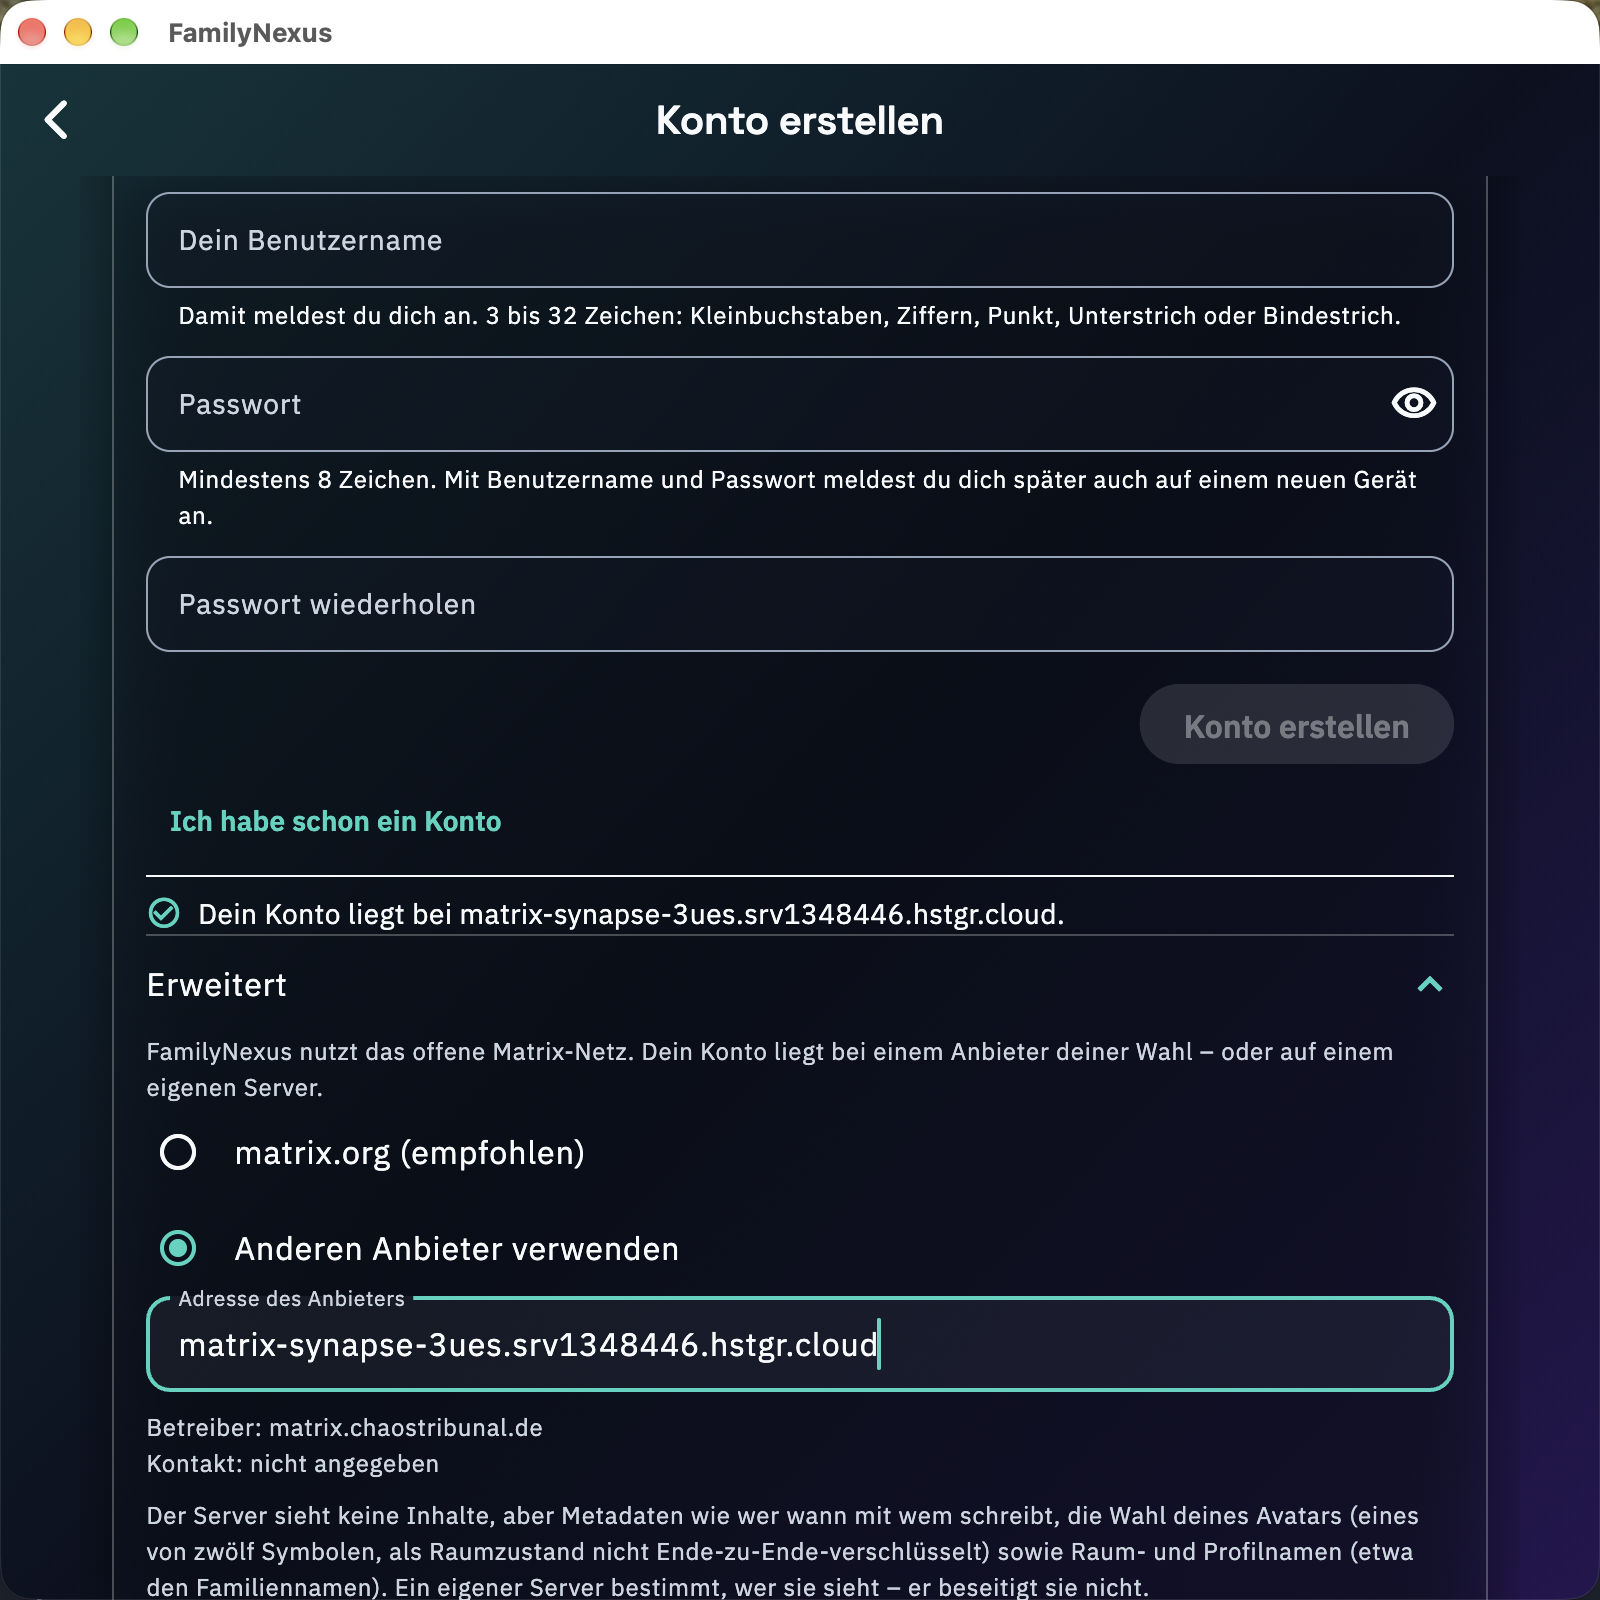 FamilyNexus
Konto erstellen
Dein Benutzername
Damit meldest du dich an. 3 bis 32 Zeichen: Kleinbuchstaben, Ziffern, Punkt, Unterstrich oder Bindestrich.
Passwort
Mindestens 8 Zeichen. Mit Benutzername und Passwort meldest du dich später auch auf einem neuen Gerät
an.
Passwort wiederholen
Konto erstellen
Ich habe schon ein Konto
Dein Konto liegt bei matrix-synapse-3ues.srv1348446.hstgr.cloud.
Erweitert
FamilyNexus nutzt das offene Matrix-Netz. Dein Konto liegt bei einem Anbieter deiner Wahl – oder auf einem
eigenen Server.
matrix.org (empfohlen)
Anderen Anbieter verwenden
Adresse des Anbieters
matrix-synapse-3ues.srv1348446.hstgr.cloud
Betreiber: matrix.chaostribunal.de
Kontakt: nicht angegeben
Der Server sieht keine Inhalte, aber Metadaten wie wer wann mit wem schreibt, die Wahl deines Avatars (eines
von zwölf Symbolen, als Raumzustand nicht Ende-zu-Ende-verschlüsselt) sowie Raum- und Profilnamen (etwa
den Familiennamen). Ein eigener Server bestimmt, wer sie sieht – er beseitigt sie nicht.